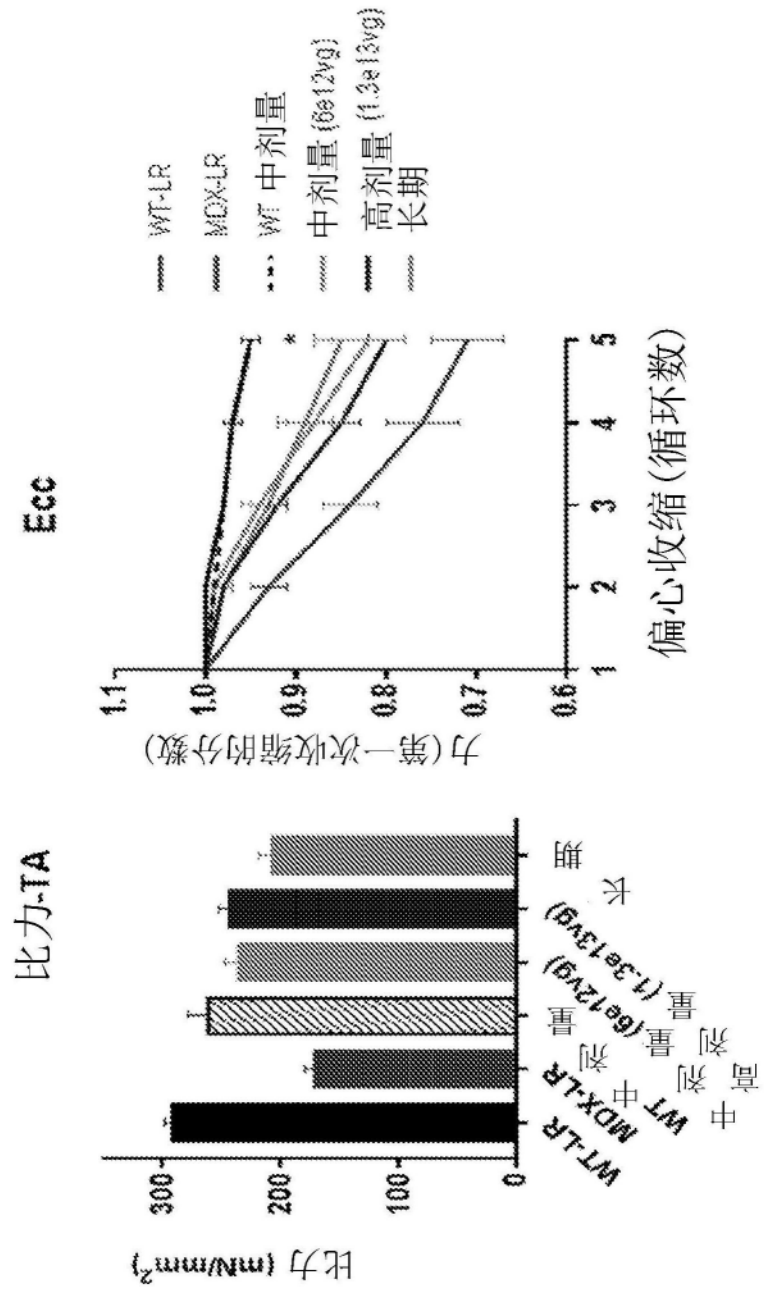 比力-TA
比力 (mN/mm²)
300
200
100
0
WT-LR
MDX-LR
WT 中剂量
中剂量 (6e12vg)
高剂量 (1.3e13vg)
长期
Ecc
力 (第一次收缩的分数)
1.1
1.0
0.9
0.8
0.7
0.6
1 2 3 4 5
*
偏心收缩 (循环数)
WT-LR
MDX-LR
WT 中剂量
中剂量 (6e12vg)
高剂量 (1.3e13vg)
长期